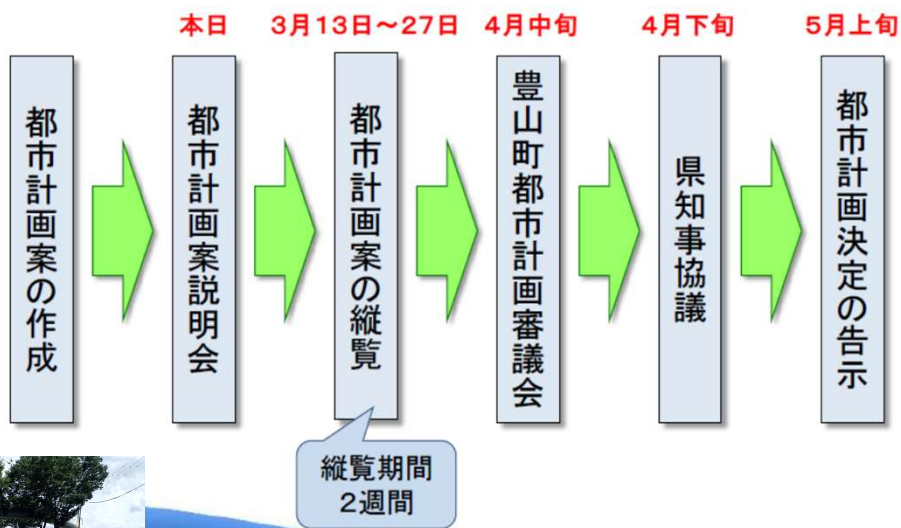 本日
3月13日～27日
4月中旬
4月下旬
5月上旬
都市計画案の作成
都市計画案説明会
都市計画案の縦覧
豊山町都市計画審議会
県知事協議
都市計画決定の告示
縦覧期間
2週間